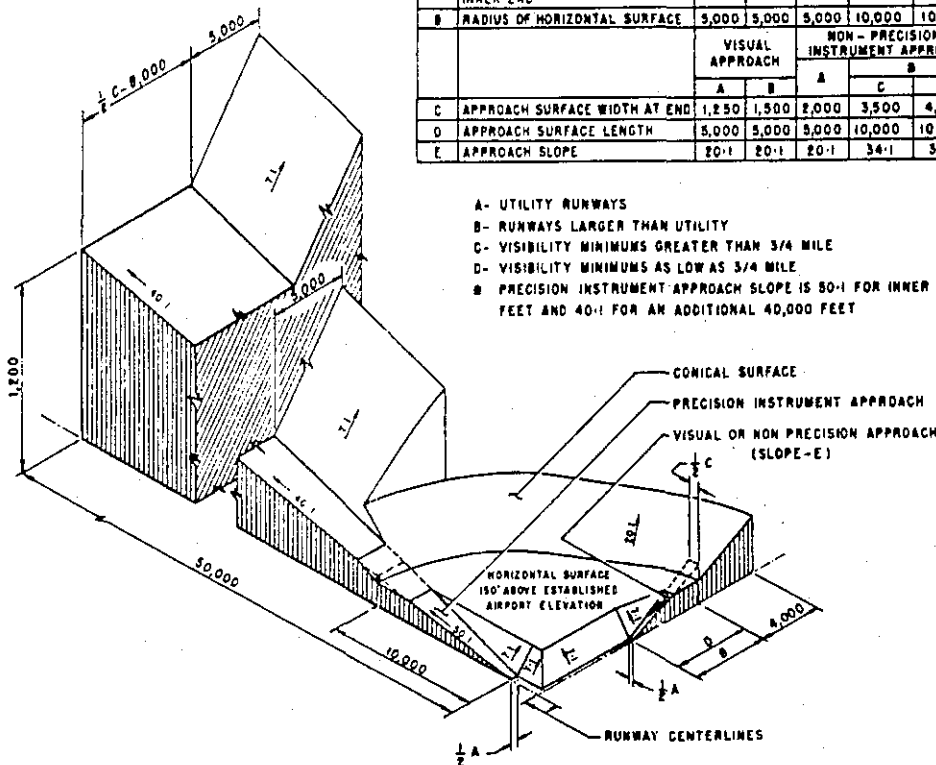 B RADIUS OF HORIZONTAL SURFACE 5,000 5,000 5,000 10,000 10
VISUAL APPROACH
NON-PRECISION
A B A B
C
C APPROACH SURFACE WIDTH AT END 1,250 1,500 2,000 3,500 4,
D APPROACH SURFACE LENGTH 5,000 5,000 5,000 10,000 10
E APPROACH SLOPE 20:1 20:1 20:1 34:1 3
A- UTILITY RUNWAYS
B- RUNWAYS LARGER THAN UTILITY
C- VISIBILITY MINIMUMS GREATER THAN 3/4 MILE
D- VISIBILITY MINIMUMS AS LOW AS 3/4 MILE
PRECISION INSTRUMENT APPROACH SLOPE IS 50:1 FOR INNER
FEET AND 40:1 FOR AN ADDITIONAL 40,000 FEET
½ C-8,000
5,000
7:1
40:1
5,000
1,200
7:1
40:1
CONICAL SURFACE
PRECISION INSTRUMENT APPROACH
VISUAL OR NON PRECISION APPROACH
(SLOPE-E)
½ C
20:1
50,000
HORIZONTAL SURFACE
150' ABOVE ESTABLISHED
AIRPORT ELEVATION
50:1
7:1
7:1
7:1
7:1
10,000
4,000
D
B
½ A
RUNWAY CENTERLINES
½ A